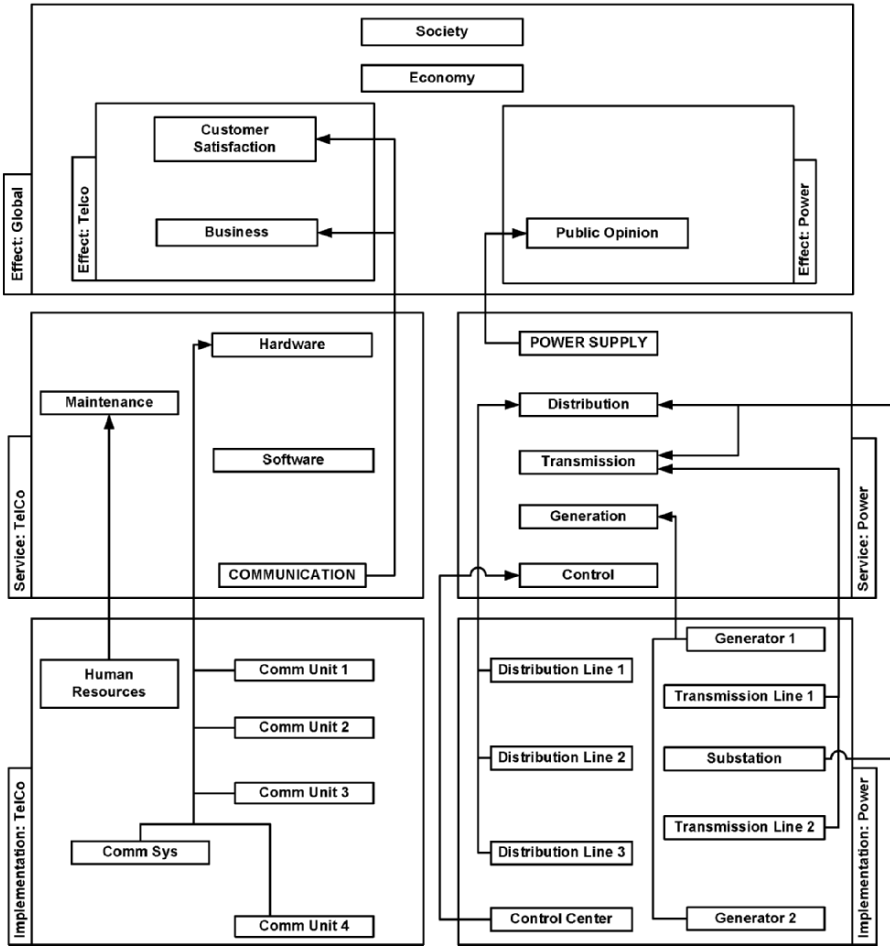 Society
Economy
Effect: Global
Effect: Telco
Customer
Satisfaction
Business
Public Opinion
Effect: Power
Service: TelCo
Hardware
Maintenance
Software
COMMUNICATION
POWER SUPPLY
Distribution
Transmission
Generation
Control
Service: Power
Implementation: TelCo
Human
Resources
Comm Unit 1
Comm Unit 2
Comm Unit 3
Comm Sys
Comm Unit 4
Distribution Line 1
Distribution Line 2
Distribution Line 3
Control Center
Generator 1
Transmission Line 1
Substation
Transmission Line 2
Generator 2
Implementation: Power